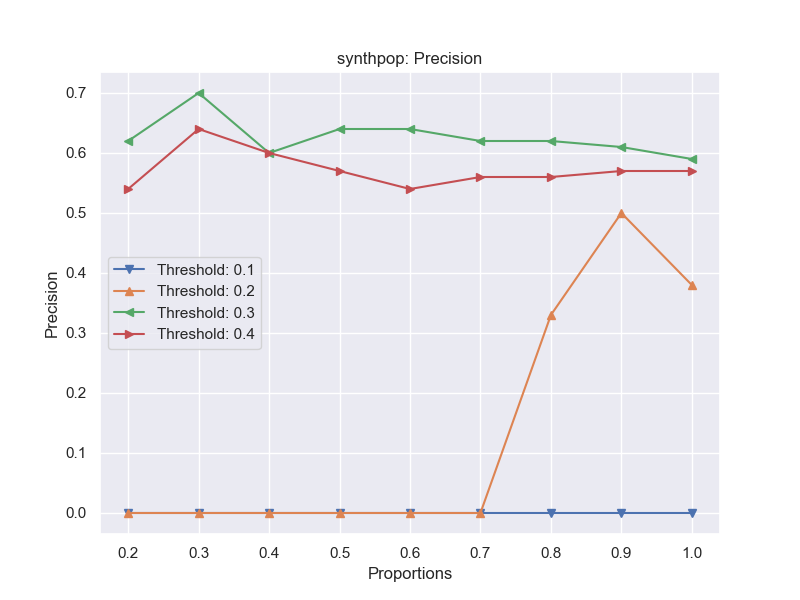 synthpop: Precision
0.7
0.6
0.5
0.4
0.3
0.2
0.1
0.0
Precision
Threshold: 0.1
Threshold: 0.2
Threshold: 0.3
Threshold: 0.4
0.2 0.3 0.4 0.5 0.6 0.7 0.8 0.9 1.0
Proportions